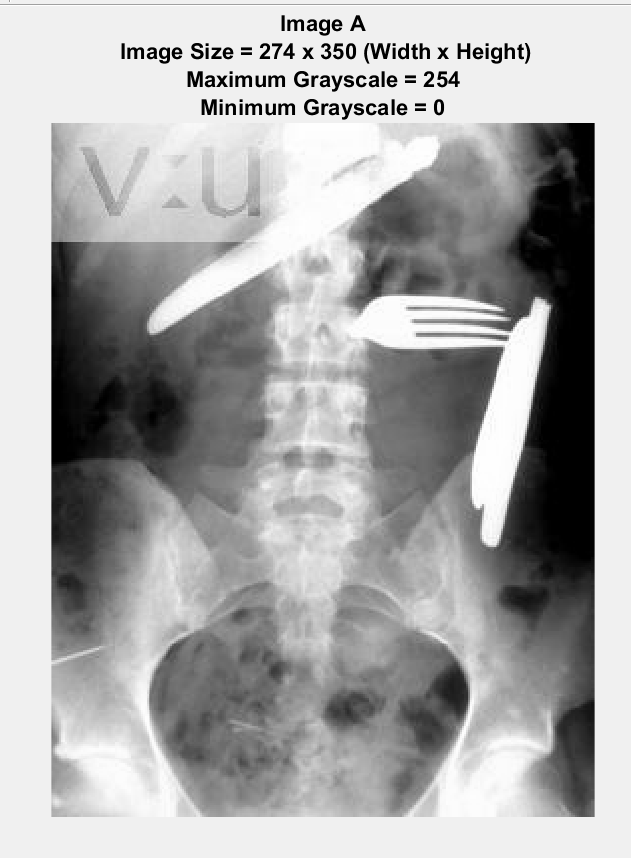 Image A
Image Size = 274 x 350 (Width x Height)
Maximum Grayscale = 254
Minimum Grayscale = 0
v:u